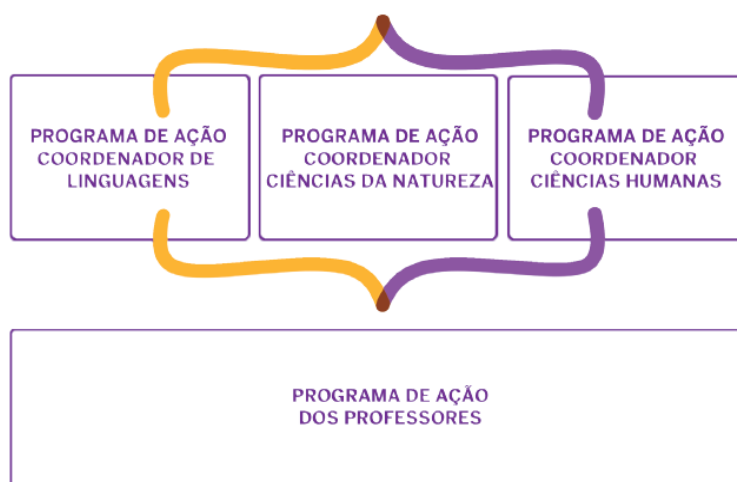 PROGRAMA DE AÇÃO
COORDENADOR DE
LINGUAGENS
PROGRAMA DE AÇÃO
COORDENADOR
CIÊNCIAS DA NATUREZA
PROGRAMA DE AÇÃO
COORDENADOR
CIÊNCIAS HUMANAS
PROGRAMA DE AÇÃO
DOS PROFESSORES